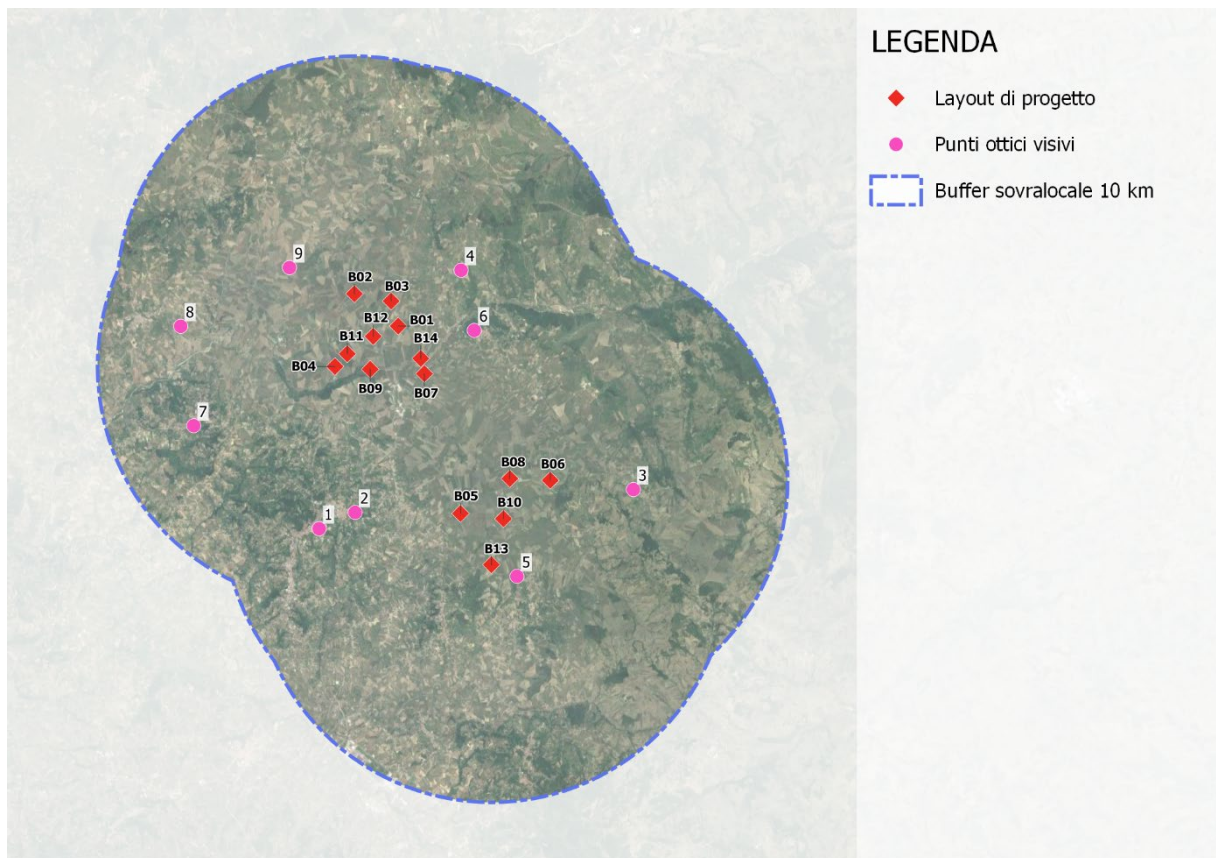 LEGENDA
Layout di progetto
Punti ottici visivi
Buffer sovralocale 10 km
9
4
B02
B03
8
B12
B01
6
B11
B14
B04
B09
B07
7
B08
B06
3
2
B05
1
B10
B13
5